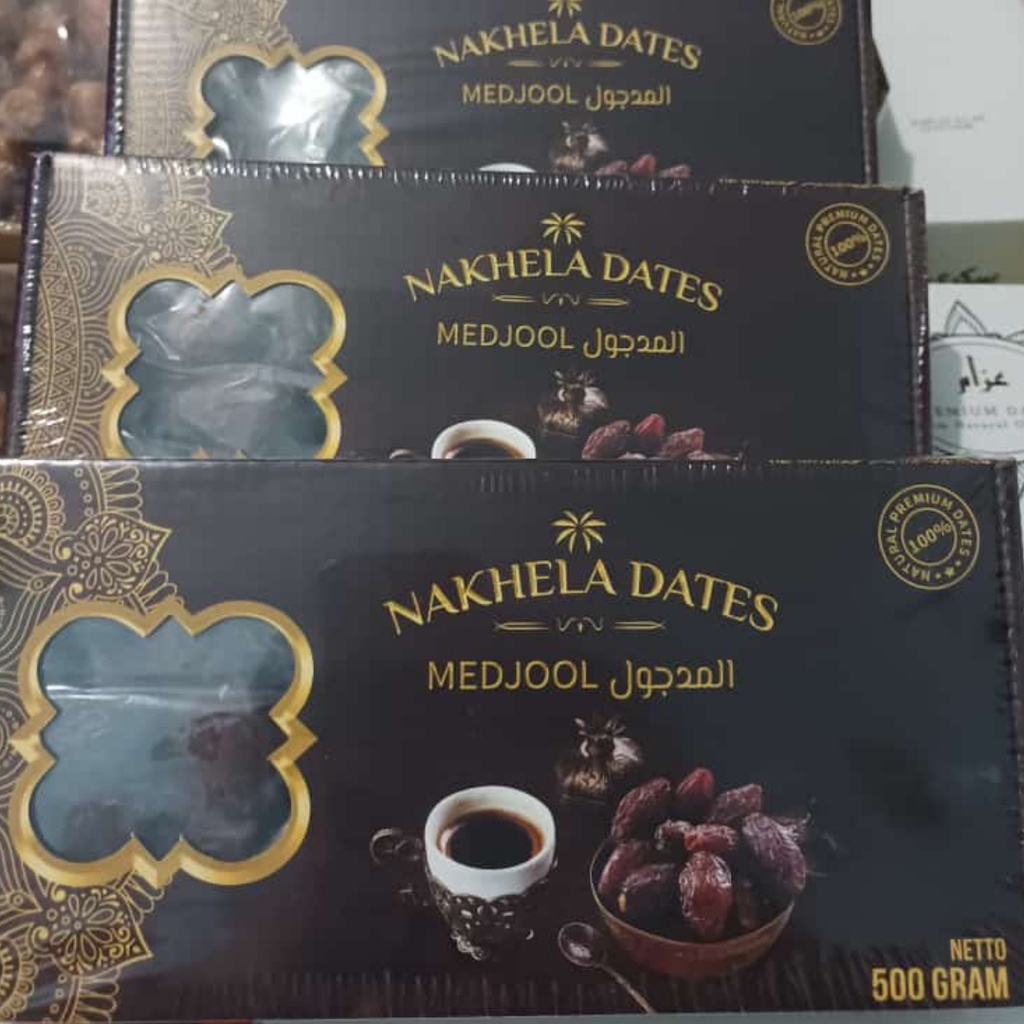 NAKHELA DATES
MEDJOOL المدجول
NAKHELA DATES
MEDJOOL المدجول
NATURAL PREMIUM DATES
100%
NAKHELA DATES
MEDJOOL المدجول
NATURAL PREMIUM DATES
100%
NETTO
500 GRAM
عزام